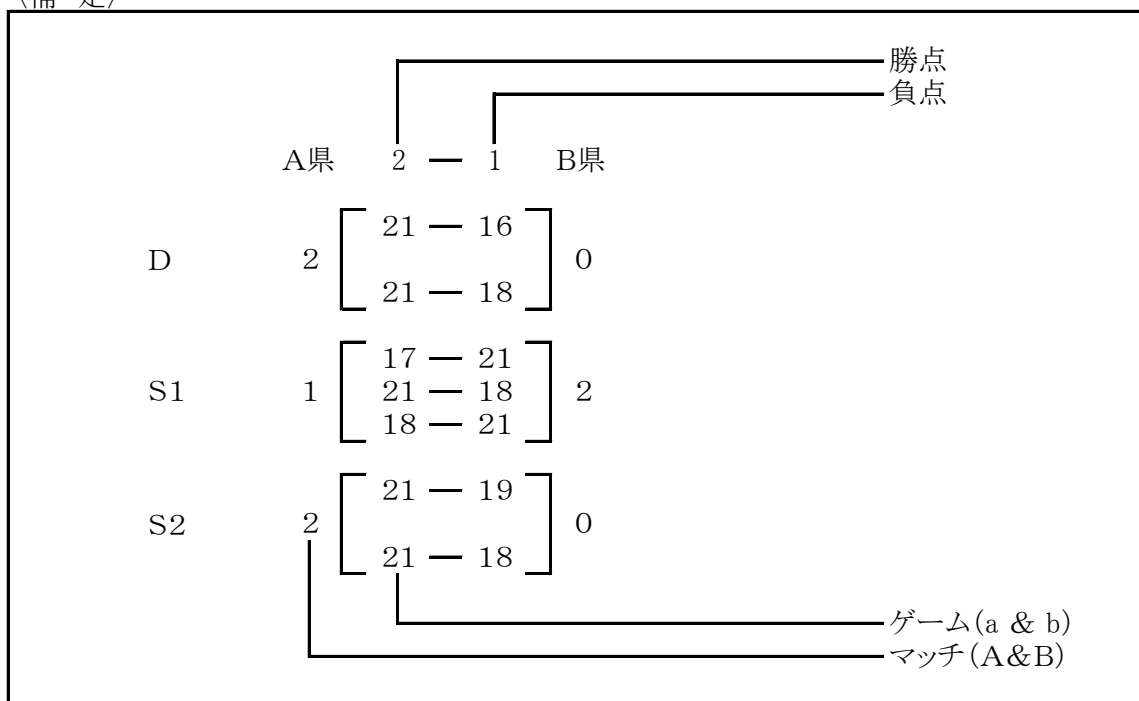 (補 足)
勝点
負点
A県 2 — 1 B県
21 — 16
D 2 0
21 — 18
17 — 21
S1 1 21 — 18 2
18 — 21
21 — 19
S2 2 0
21 — 18
ゲーム(a & b)
マッチ(A&B)